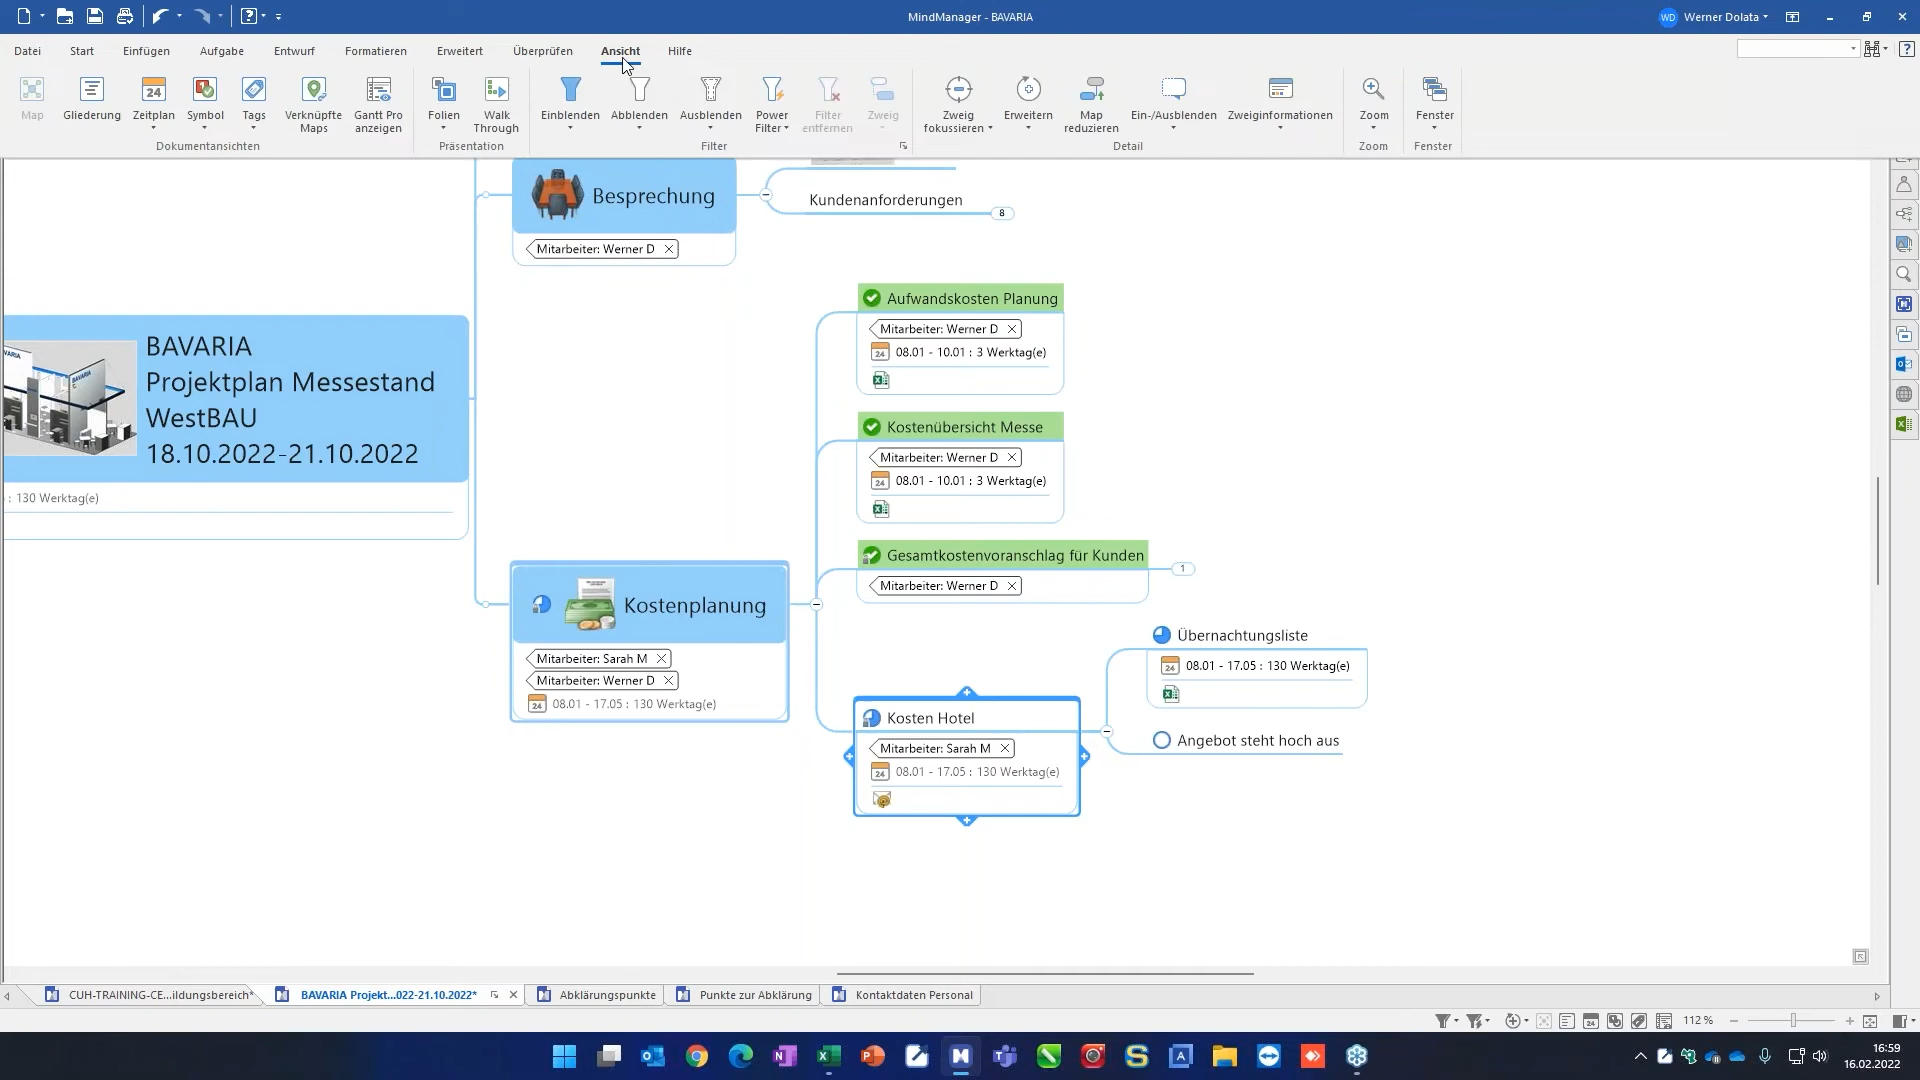 MindManager - BAVARIA
WD Werner Dolata
Datei Start Einfügen Aufgabe Entwurf Formatieren Erweitert Überprüfen Ansicht Hilfe
Map
Gliederung
24
Zeitplan
Symbol
Tags
Verknüpfte
Maps
Gantt Pro
anzeigen
Folien
Walk
Through
Einblenden
Abblenden
Ausblenden
Power
Filter
Filter
entfernen
Zweig
Zweig
fokussieren
Erweitern
Map
reduzieren
Ein-/Ausblenden
Zweiginformationen
Zoom
Fenster
Dokumentansichten Präsentation Filter Detail Zoom Fenster
Besprechung
Mitarbeiter: Werner D
Kundenanforderungen
8
BAVARIA
Projektplan Messestand
WestBAU
18.10.2022-21.10.2022
: 130 Werktag(e)
Aufwandskosten Planung
Mitarbeiter: Werner D
24 08.01 - 10.01 : 3 Werktag(e)
Kostenübersicht Messe
Mitarbeiter: Werner D
24 08.01 - 10.01 : 3 Werktag(e)
Gesamtkostenvoranschlag für Kunden
1
Mitarbeiter: Werner D
Kostenplanung
Mitarbeiter: Sarah M
Mitarbeiter: Werner D
24 08.01 - 17.05 : 130 Werktag(e)
Übernachtungsliste
24 08.01 - 17.05 : 130 Werktag(e)
Kosten Hotel
Mitarbeiter: Sarah M
24 08.01 - 17.05 : 130 Werktag(e)
Angebot steht hoch aus
CUH-TRAINING-CE...ildungsbereich*
BAVARIA Projekt...022-21.10.2022*
Abklärungspunkte
Punkte zur Abklärung
Kontaktdaten Personal
112 %
16:59
16.02.2022